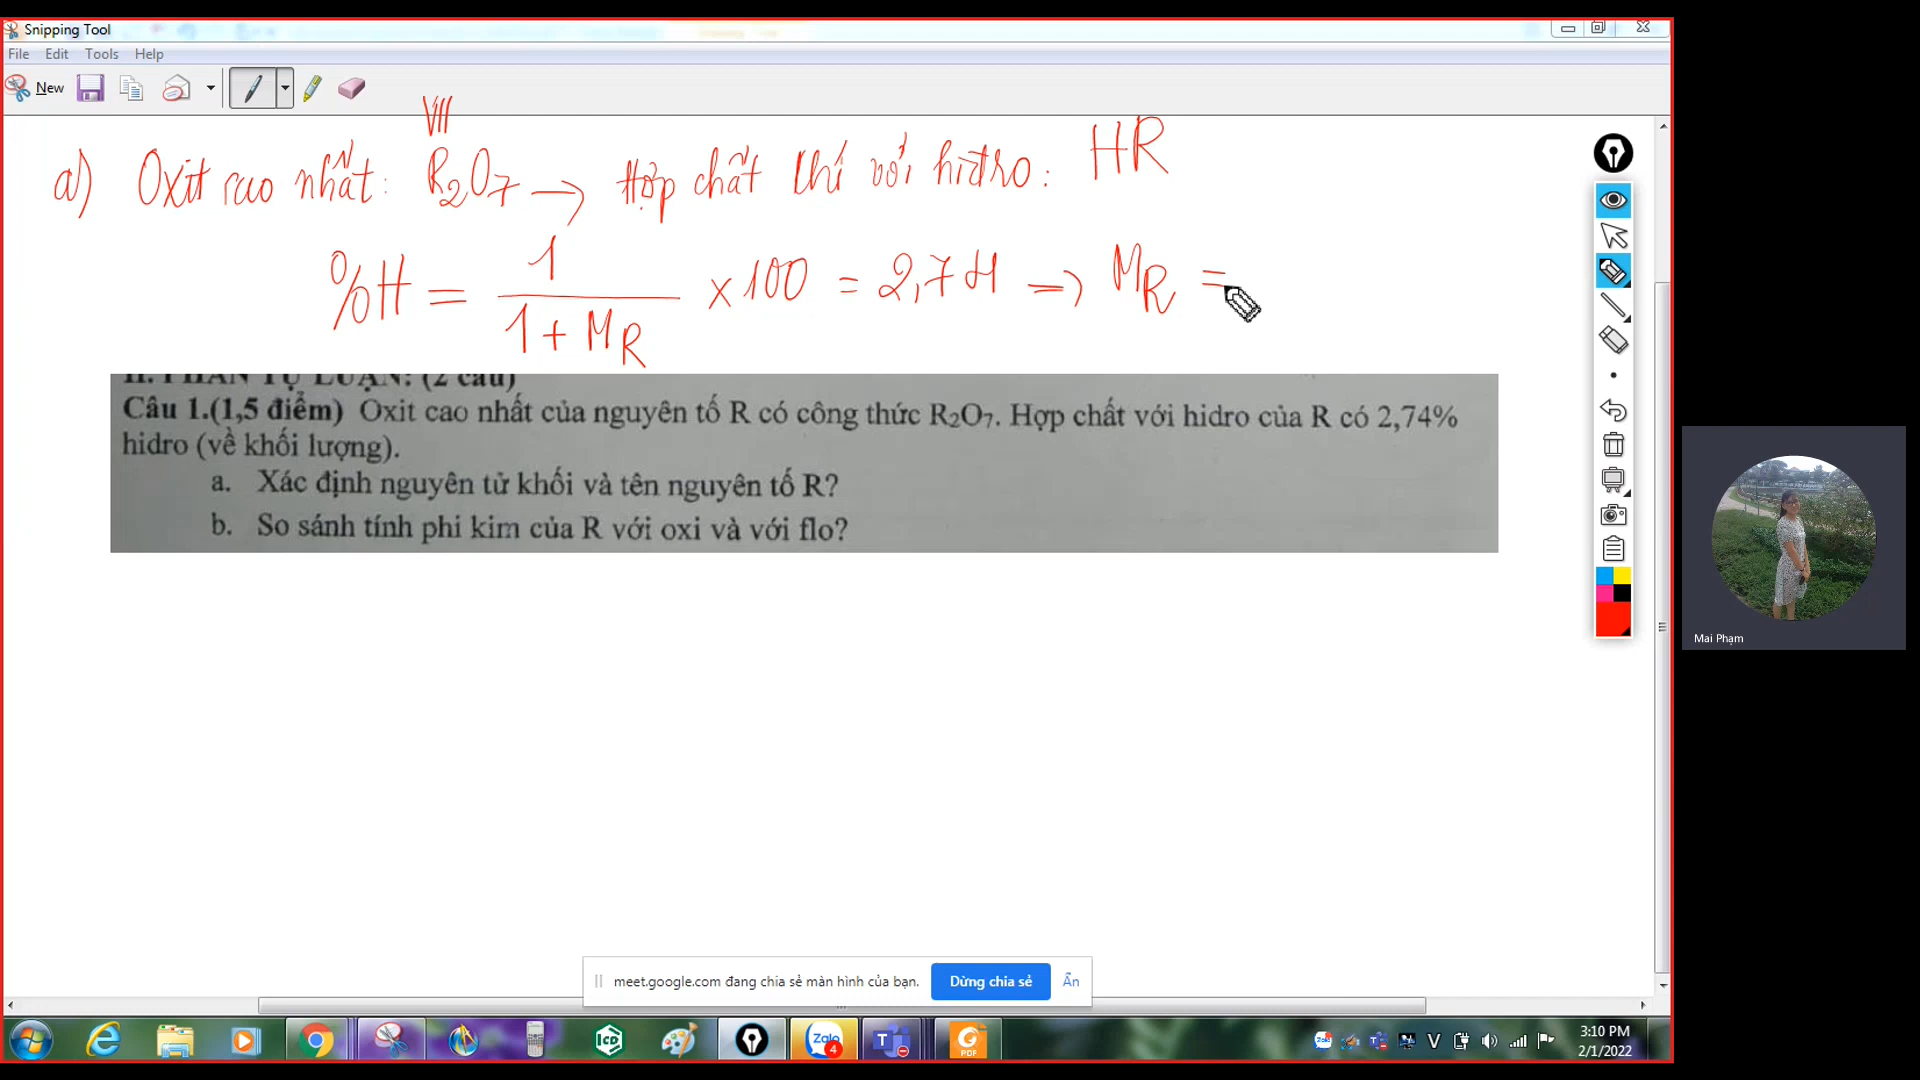 Snipping Tool
File Edit Tools Help
New
VII
a) Oxit cao nhất: R2O7 → Hợp chất khí với hiđro: HR
%H = 1 / (1 + MR) × 100 = 2,74 ⇒ MR =
Câu 1.(1,5 điểm) Oxit cao nhất của nguyên tố R có công thức R₂O₇. Hợp chất với hidro của R có 2,74%
hidro (về khối lượng).
a. Xác định nguyên tử khối và tên nguyên tố R?
b. So sánh tính phi kim của R với oxi và với flo?
Mai Phạm
meet.google.com đang chia sẻ màn hình của bạn. Dừng chia sẻ Ẩn
Zalo 4
PDF
V
3:10 PM
2/1/2022